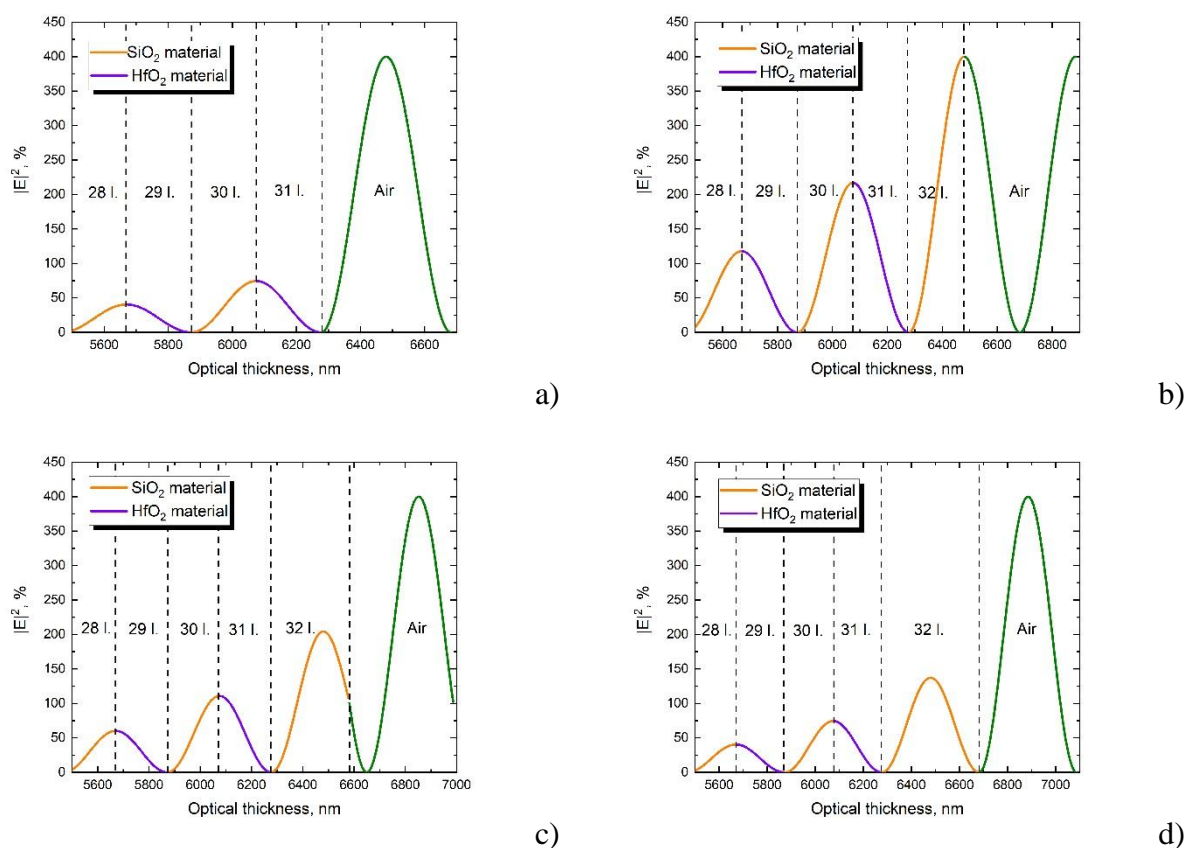 450
400
350
300
250
200
150
100
50
0
|E|², %
SiO₂ material
HfO₂ material
28 l.
29 l.
30 l.
31 l.
Air
5600 5800 6000 6200 6400 6600
Optical thickness, nm
a)
450
400
350
300
250
200
150
100
50
0
|E|², %
SiO₂ material
HfO₂ material
28 l.
29 l.
30 l.
31 l.
32 l.
Air
5600 5800 6000 6200 6400 6600 6800
Optical thickness, nm
b)
450
400
350
300
250
200
150
100
50
0
|E|², %
SiO₂ material
HfO₂ material
28 l.
29 l.
30 l.
31 l.
32 l.
Air
5600 5800 6000 6200 6400 6600 6800 7000
Optical thickness, nm
c)
450
400
350
300
250
200
150
100
50
0
|E|², %
SiO₂ material
HfO₂ material
28 l.
29 l.
30 l.
31 l.
32 l.
Air
5600 5800 6000 6200 6400 6600 6800 7000
Optical thickness, nm
d)